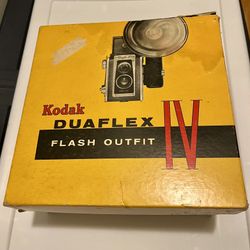 Kodak
DUAFLEX IV
FLASH OUTFIT